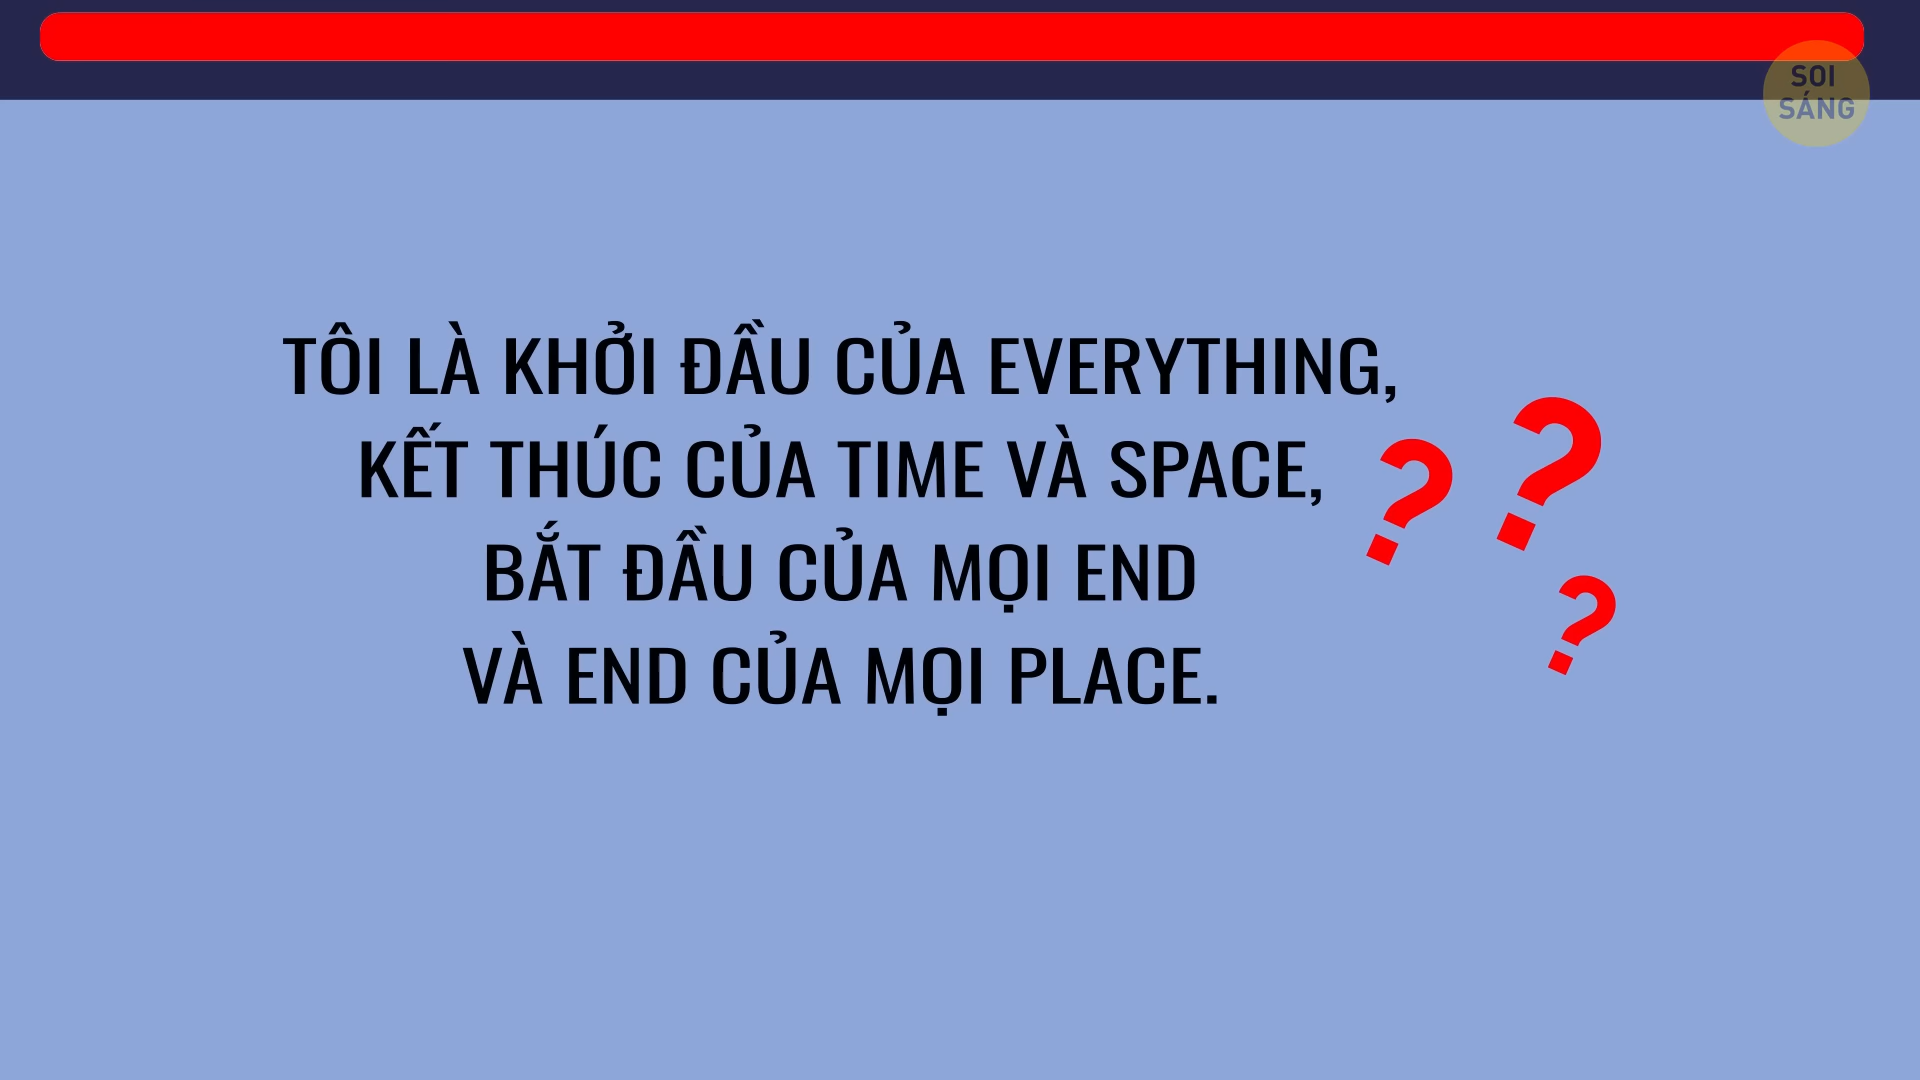 SOI
SÁNG
TÔI LÀ KHỞI ĐẦU CỦA EVERYTHING,
KẾT THÚC CỦA TIME VÀ SPACE,
BẮT ĐẦU CỦA MỌI END
VÀ END CỦA MỌI PLACE.
? ? ?